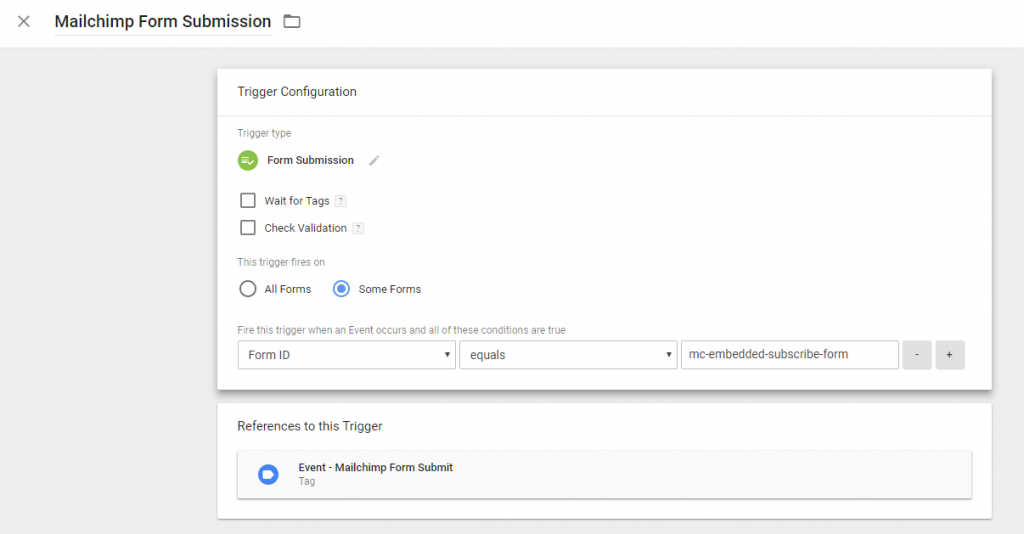 Mailchimp Form Submission
Trigger Configuration
Trigger type
Form Submission
Wait for Tags ?
Check Validation ?
This trigger fires on
All Forms Some Forms
Fire this trigger when an Event occurs and all of these conditions are true
Form ID equals mc-embedded-subscribe-form - +
References to this Trigger
Event - Mailchimp Form Submit
Tag